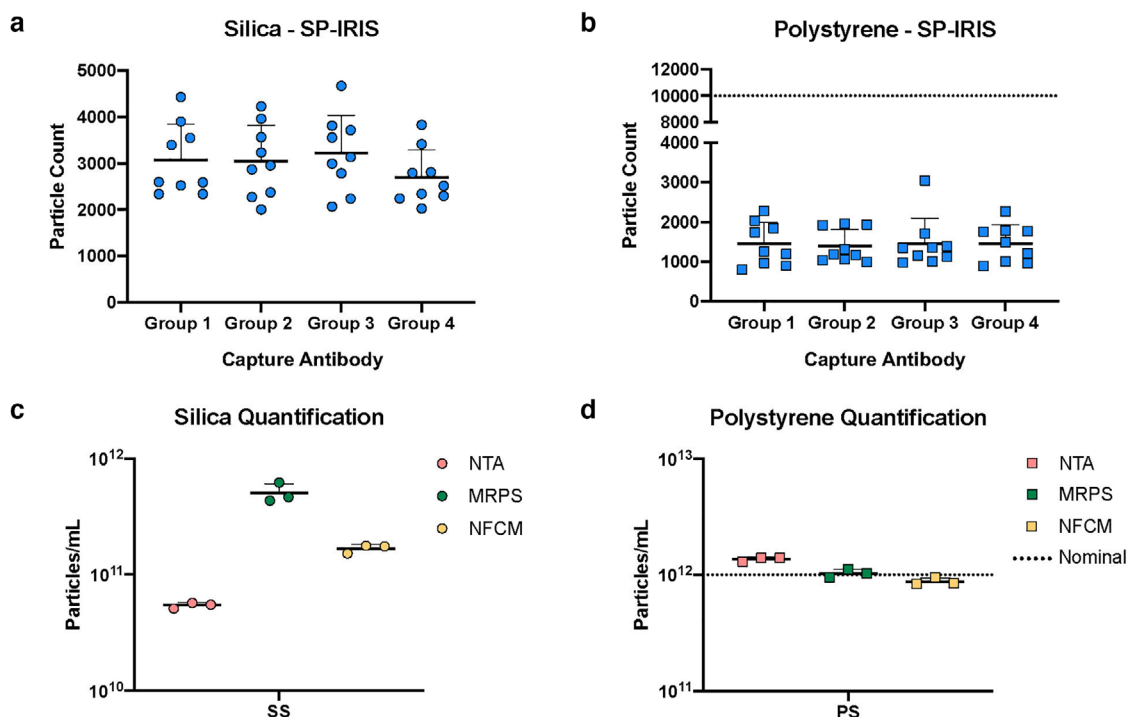 a
Silica - SP-IRIS
5000
4000
3000
2000
1000
0
Particle Count
Group 1 Group 2 Group 3 Group 4
Capture Antibody
b
Polystyrene - SP-IRIS
12000
10000
8000
4000
3000
2000
1000
0
Particle Count
Group 1 Group 2 Group 3 Group 4
Capture Antibody
c
Silica Quantification
10¹²
10¹¹
10¹⁰
Particles/mL
SS
NTA
MRPS
NFCM
d
Polystyrene Quantification
10¹³
10¹²
10¹¹
Particles/mL
PS
NTA
MRPS
NFCM
Nominal